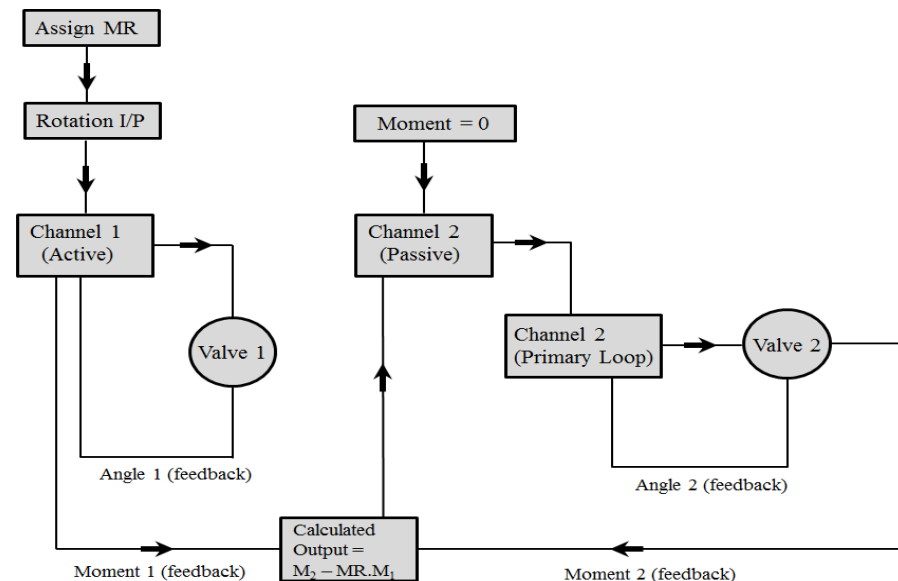 Assign MR
Rotation I/P
Moment = 0
Channel 1
(Active)
Channel 2
(Passive)
Channel 2
(Primary Loop)
Valve 1
Valve 2
Angle 1 (feedback)
Angle 2 (feedback)
Calculated
Output =
M₂ – MR.M₁
Moment 1 (feedback)
Moment 2 (feedback)